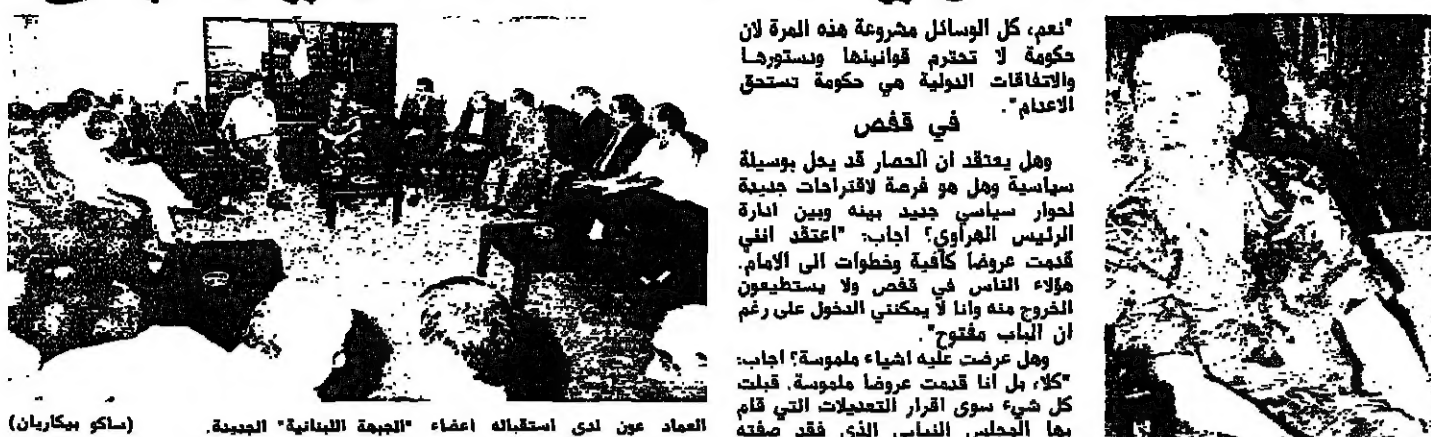 "نعم، كل الوسائل مشروعة هذه المرة لان
حكومة لا تحترم قوانينها ودستورها
والاتفاقات الدولية هي حكومة تستحق
الاعدام".
في قفص
وهل يعتقد ان الحصار قد يحل بوسيلة
سياسية وهل هو فرصة لاقتراحات جديدة
لحوار سياسي جديد بينه وبين ادارة
الرئيس الهراوي؟ اجاب: "اعتقد انني
قدمت عروضا كافية وخطوات الى الامام.
هؤلاء الناس في قفص ولا يستطيعون
الخروج منه وانا لا يمكنني الدخول على رغم
ان الباب مفتوح".
وهل عرضت عليه اشياء ملموسة؟ اجاب:
"كلا، بل انا قدمت عروضا ملموسة. قبلت
كل شيء سوى اقرار التعديلات التي قام
بها المجلس النيابي الذي فقد صفته
العماد عون لدى استقباله اعضاء "الجبهة اللبنانية" الجديدة. (ساكو بيكاريان)